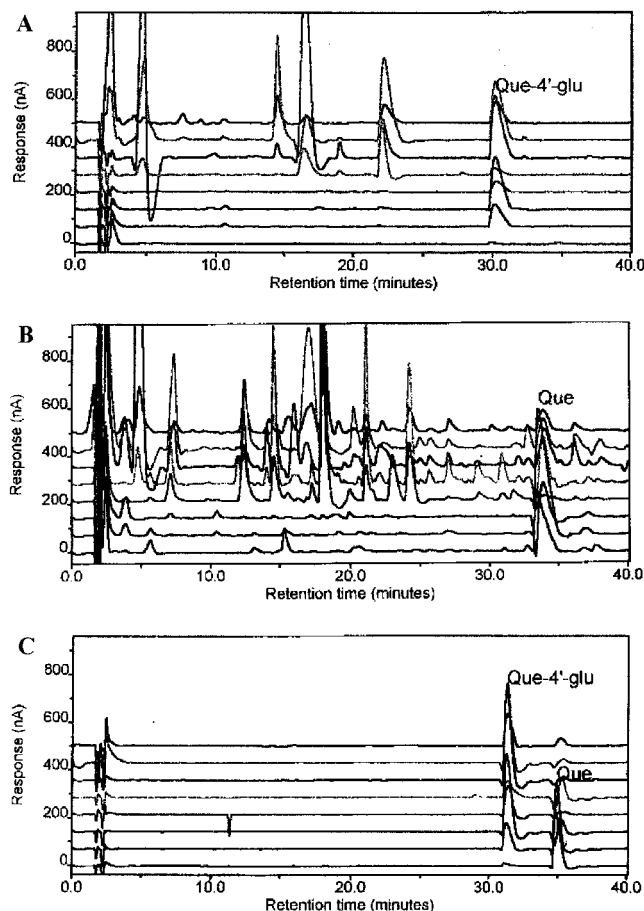 A
Response (nA)
800
600
400
200
0
Que-4'-glu
0.0 10.0 20.0 30.0 40.0
Retention time (minutes)
B
Response (nA)
800
600
400
200
0
Que
0.0 10.0 20.0 30.0 40.0
Retention time (minutes)
C
Response (nA)
800
600
400
200
0
Que-4'-glu
Que
0.0 10.0 20.0 30.0 40.0
Retention time (minutes)